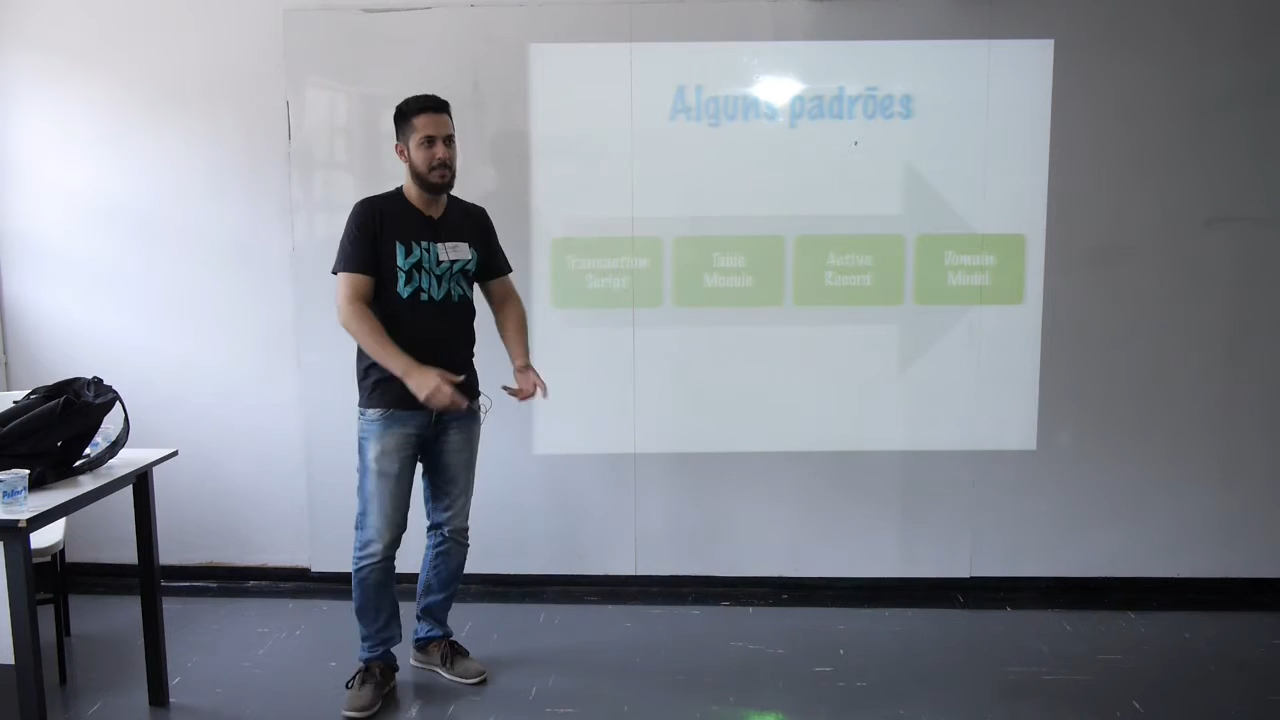 Alguns padrões
Transaction
Script
Table
Module
Active
Record
Domain
Model